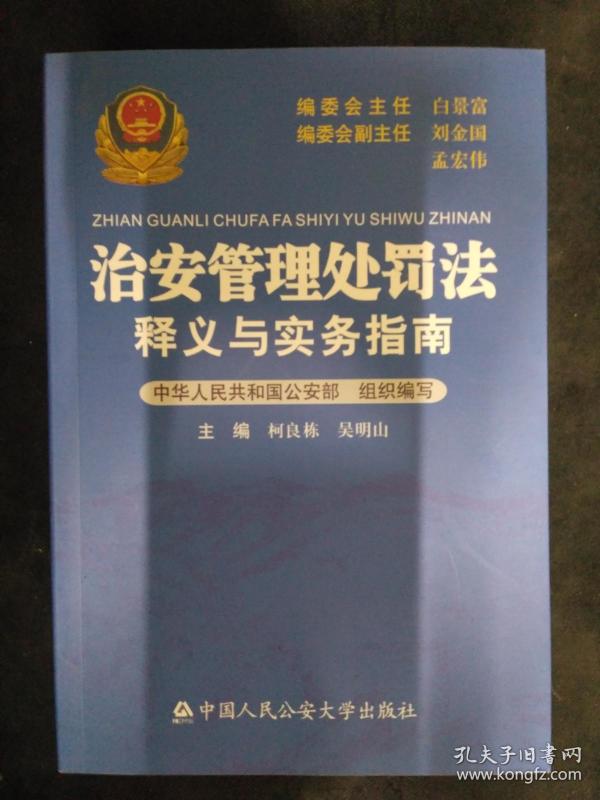 编委会主任 白景富
编委会副主任 刘金国
孟宏伟
ZHIAN GUANLI CHUFA FA SHIYI YU SHIWU ZHINAN
治安管理处罚法
释义与实务指南
中华人民共和国公安部 组织编写
主 编 柯良栋 吴明山
中国人民公安大学出版社
孔夫子旧书网
www.kongfz.com